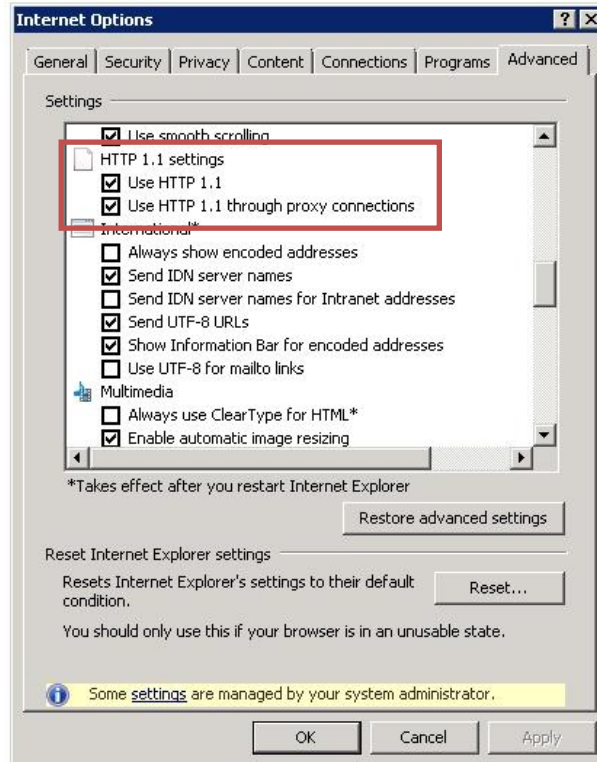 Internet Options
General Security Privacy Content Connections Programs Advanced
Settings
Use smooth scrolling
HTTP 1.1 settings
Use HTTP 1.1
Use HTTP 1.1 through proxy connections
International*
Always show encoded addresses
Send IDN server names
Send IDN server names for Intranet addresses
Send UTF-8 URLs
Show Information Bar for encoded addresses
Use UTF-8 for mailto links
Multimedia
Always use ClearType for HTML*
Enable automatic image resizing
*Takes effect after you restart Internet Explorer
Restore advanced settings
Reset Internet Explorer settings
Resets Internet Explorer's settings to their default
condition.
Reset...
You should only use this if your browser is in an unusable state.
Some settings are managed by your system administrator.
OK Cancel Apply